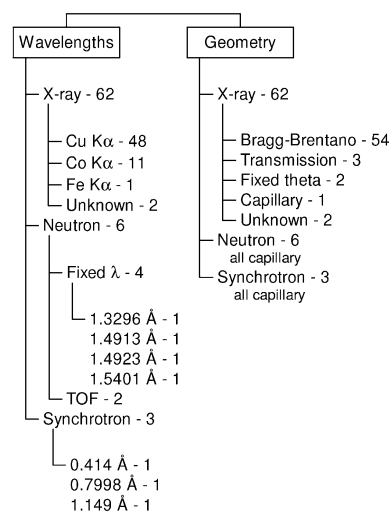 Wavelengths
X-ray - 62
Cu Kα - 48
Co Kα - 11
Fe Kα - 1
Unknown - 2
Neutron - 6
Fixed λ - 4
1.3296 Å - 1
1.4913 Å - 1
1.4923 Å - 1
1.5401 Å - 1
TOF - 2
Synchrotron - 3
0.414 Å - 1
0.7998 Å - 1
1.149 Å - 1
Geometry
X-ray - 62
Bragg-Brentano - 54
Transmission - 3
Fixed theta - 2
Capillary - 1
Unknown - 2
Neutron - 6
all capillary
Synchrotron - 3
all capillary